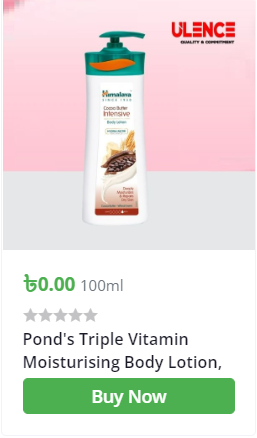 ULENCE
QUALITY & COMMITMENT
Himalaya
SINCE 1930
Cocoa Butter
Intensive
Body Lotion
৳0.00 100ml
Pond's Triple Vitamin
Moisturising Body Lotion,
Buy Now